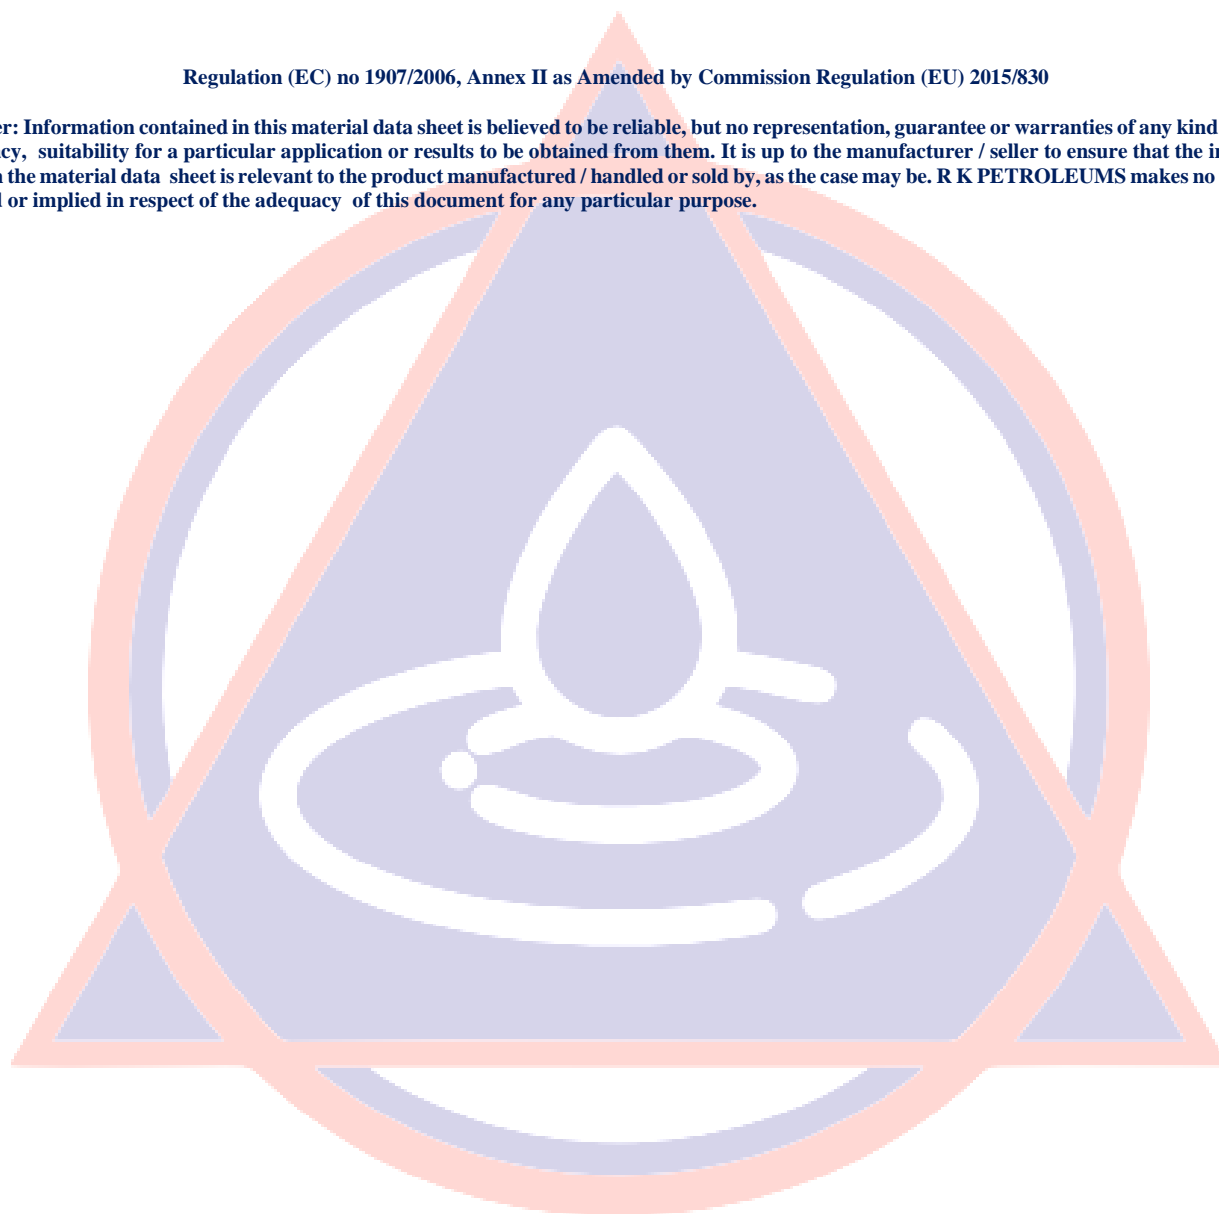 Regulation (EC) no 1907/2006, Annex II as Amended by Commission Regulation (EU) 2015/830
er: Information contained in this material data sheet is believed to be reliable, but no representation, guarantee or warranties of any kind
cy, suitability for a particular application or results to be obtained from them. It is up to the manufacturer / seller to ensure that the
the material data sheet is relevant to the product manufactured / handled or sold by, as the case may be. R K PETROLEUMS makes no
or implied in respect of the adequacy of this document for any particular purpose.